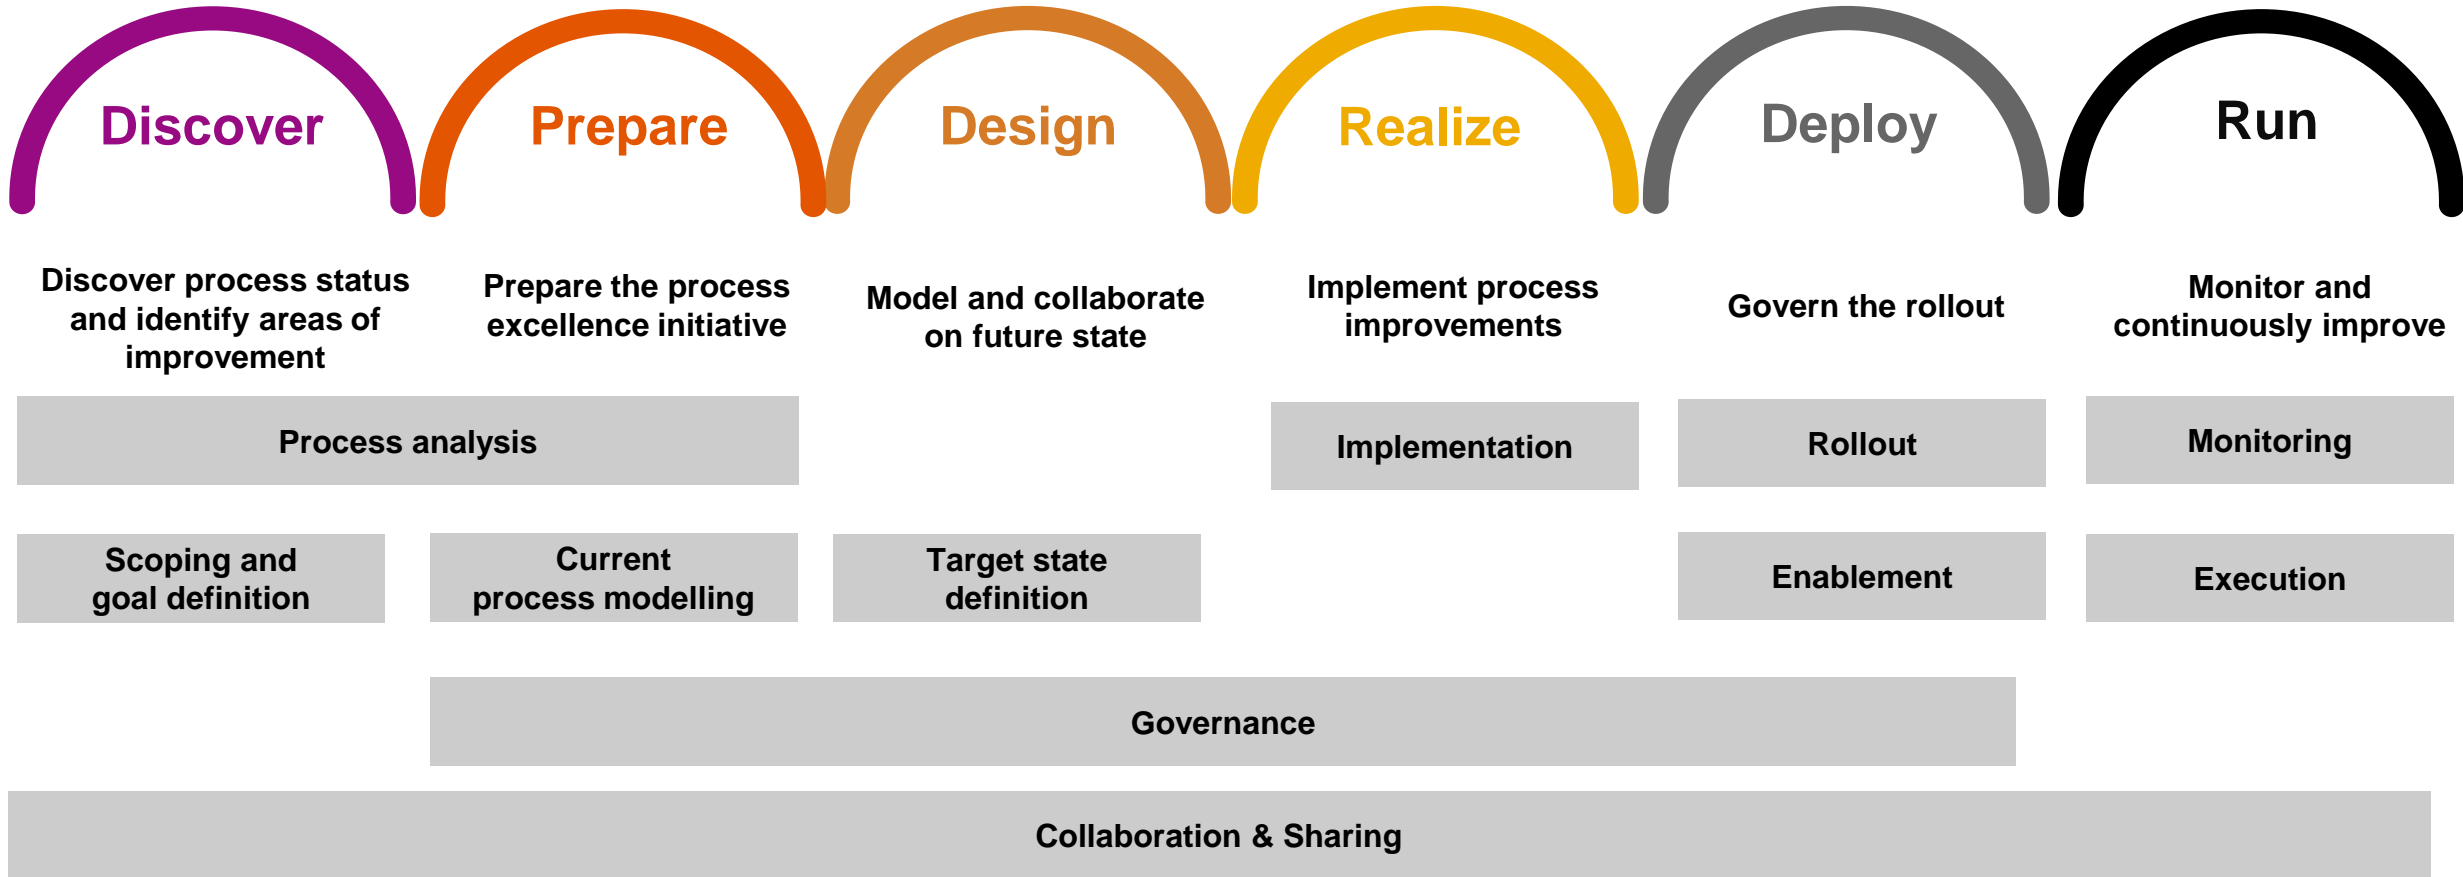 Discover
Prepare
Design
Realize
Deploy
Run
Discover process status
and identify areas of
improvement
Prepare the process
excellence initiative
Model and collaborate
on future state
Implement process
improvements
Govern the rollout
Monitor and
continuously improve
Process analysis
Implementation
Rollout
Monitoring
Scoping and
goal definition
Current
process modelling
Target state
definition
Enablement
Execution
Governance
Collaboration & Sharing